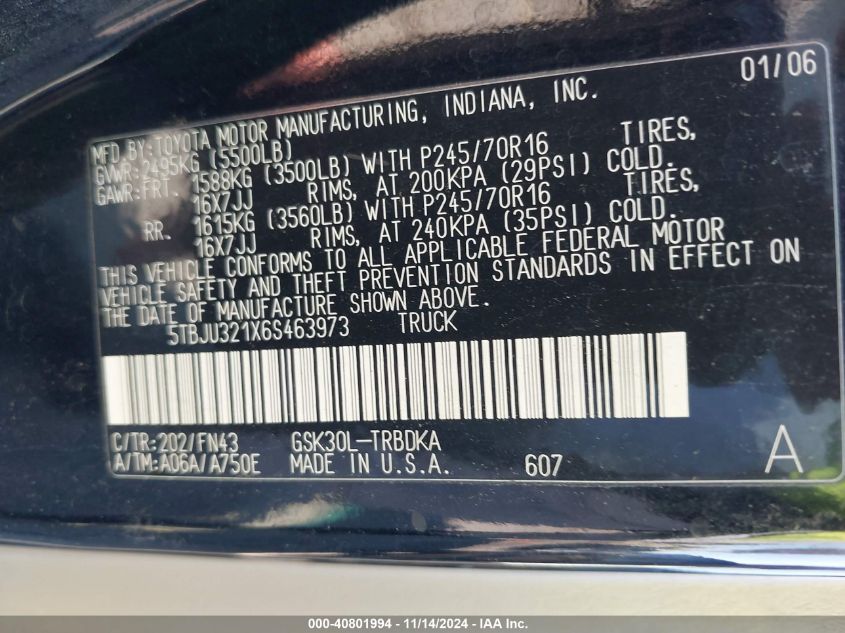 01/06
MFD.BY:TOYOTA MOTOR MANUFACTURING, INDIANA, INC.
GVWR:2495KG (5500LB)
GAWR:FRT. 1588KG (3500LB) WITH P245/70R16 TIRES,
16X7JJ RIMS, AT 200KPA (29PSI) COLD.
RR. 1615KG (3560LB) WITH P245/70R16 TIRES,
16X7JJ RIMS, AT 240KPA (35PSI) COLD.
THIS VEHICLE CONFORMS TO ALL APPLICABLE FEDERAL MOTOR
VEHICLE SAFETY AND THEFT PREVENTION STANDARDS IN EFFECT ON
THE DATE OF MANUFACTURE SHOWN ABOVE.
5TBJU321X6S463973 TRUCK
C/TR:202/FN43 GSK30L-TRBDKA
A/TM:A06A/A750E MADE IN U.S.A. 607 A
000-40801994 - 11/14/2024 - IAA Inc.